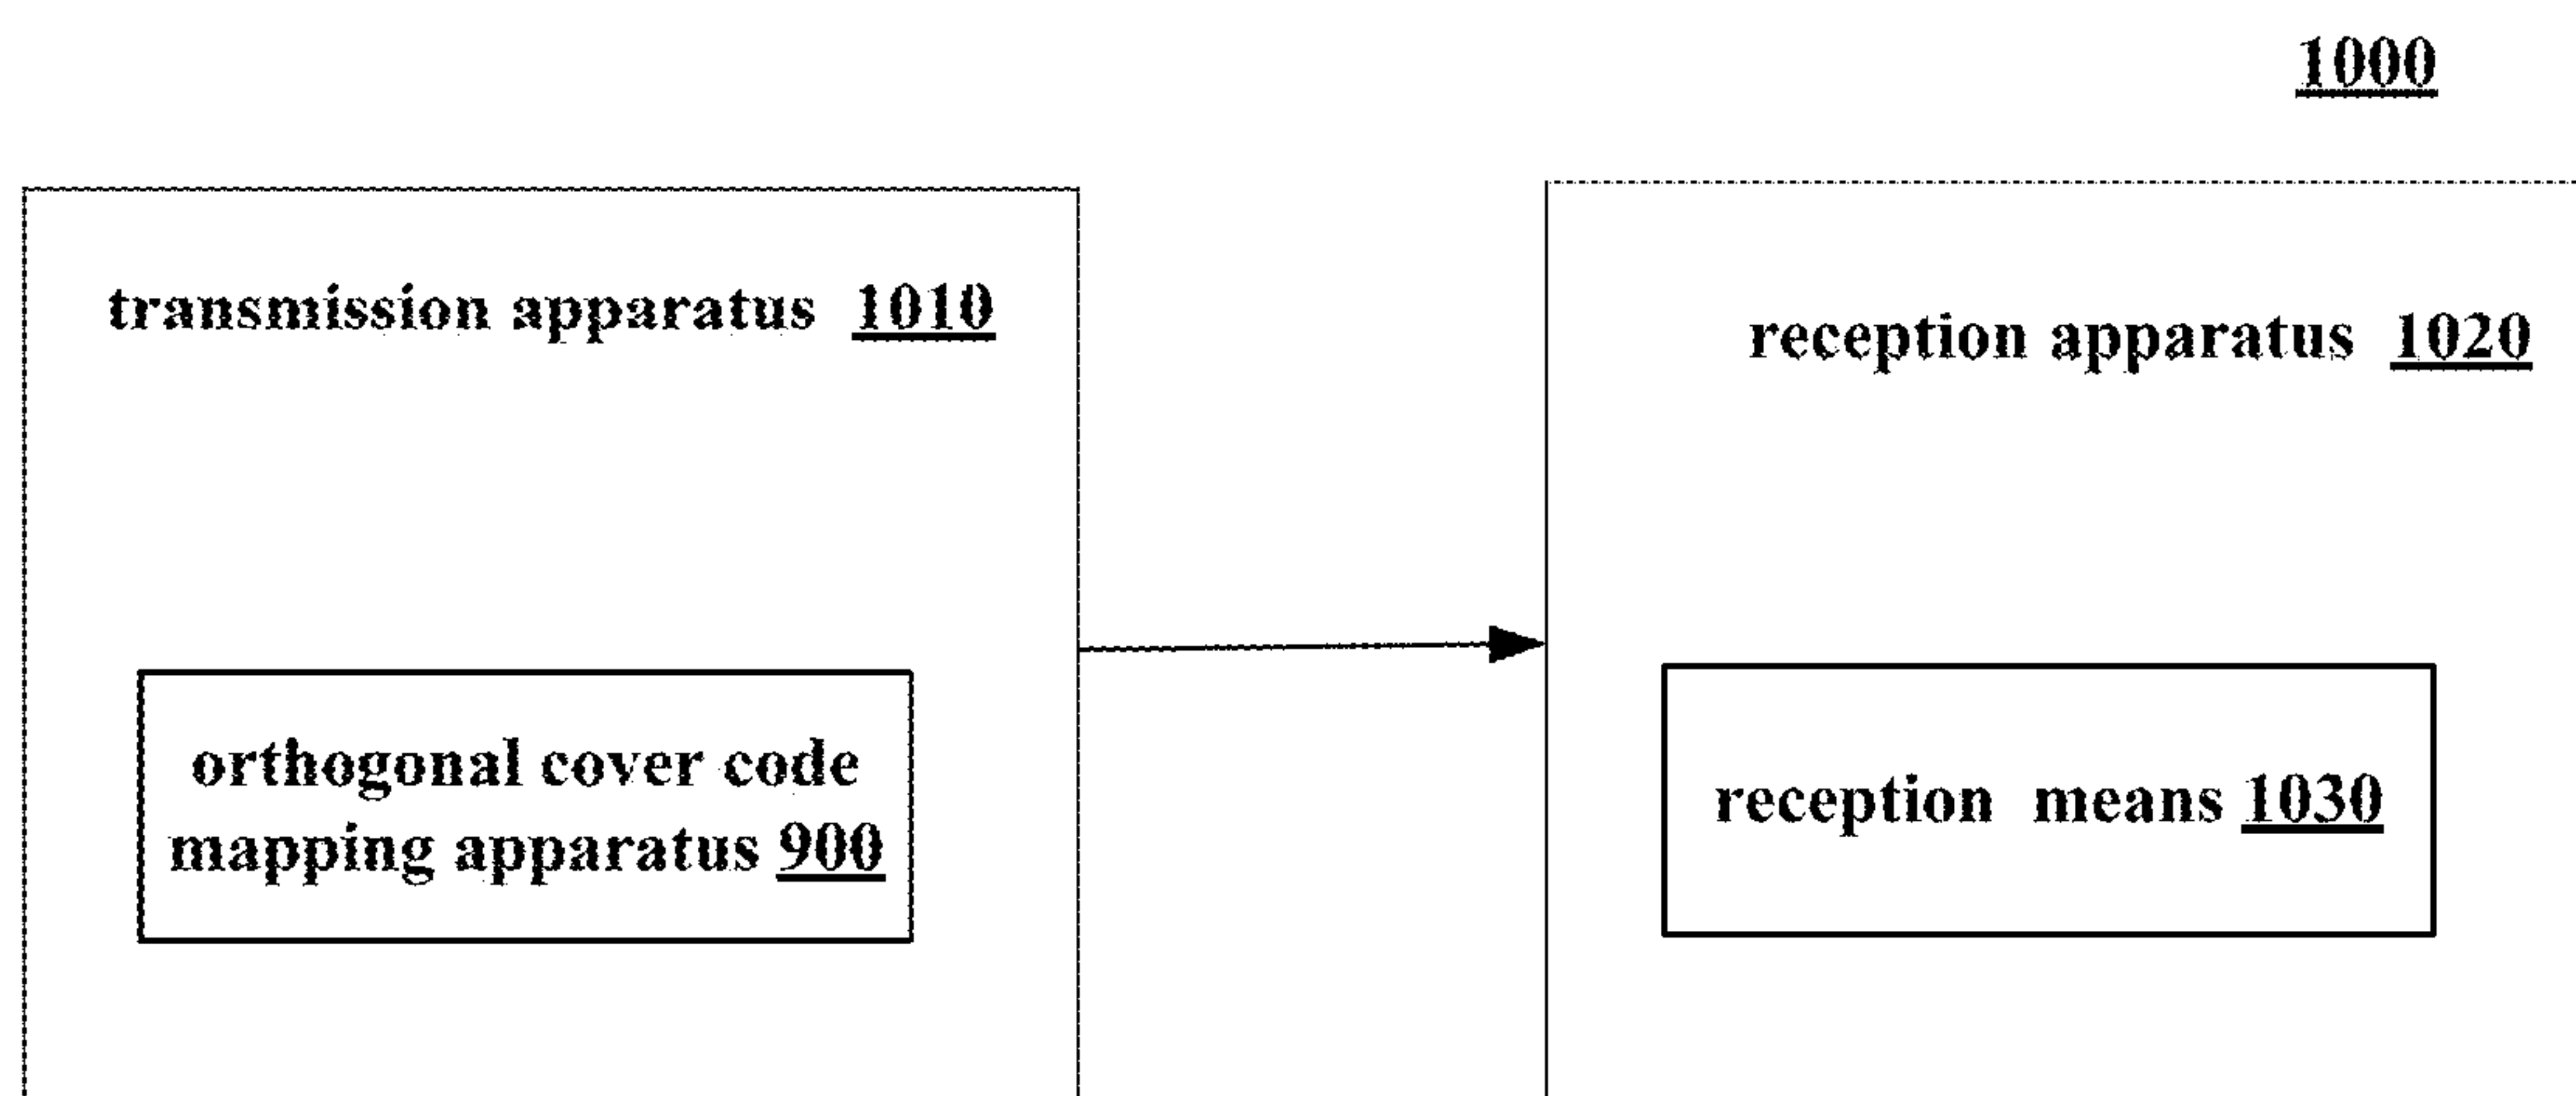 1000
transmission apparatus 1010
reception apparatus 1020
orthogonal cover code
mapping apparatus 900
reception means 1030